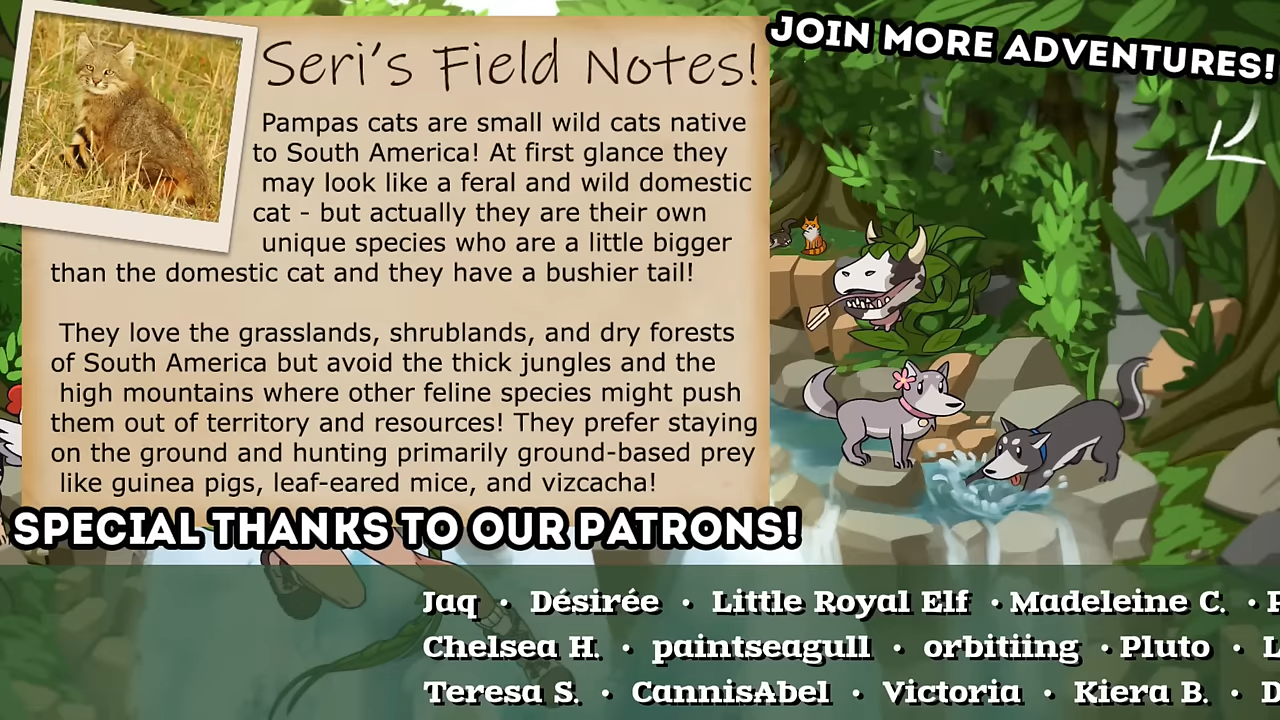 Seri's Field Notes!
JOIN MORE ADVENTURES!
Pampas cats are small wild cats native
to South America! At first glance they
may look like a feral and wild domestic
cat - but actually they are their own
unique species who are a little bigger
than the domestic cat and they have a bushier tail!
They love the grasslands, shrublands, and dry forests
of South America but avoid the thick jungles and the
high mountains where other feline species might push
them out of territory and resources! They prefer staying
on the ground and hunting primarily ground-based prey
like guinea pigs, leaf-eared mice, and vizcacha!
SPECIAL THANKS TO OUR PATRONS!
Jaq • Désirée • Little Royal Elf • Madeleine C. •
Chelsea H. • paintseagull • orbitiing • Pluto •
Teresa S. • CannisAbel • Victoria • Kiera B. •